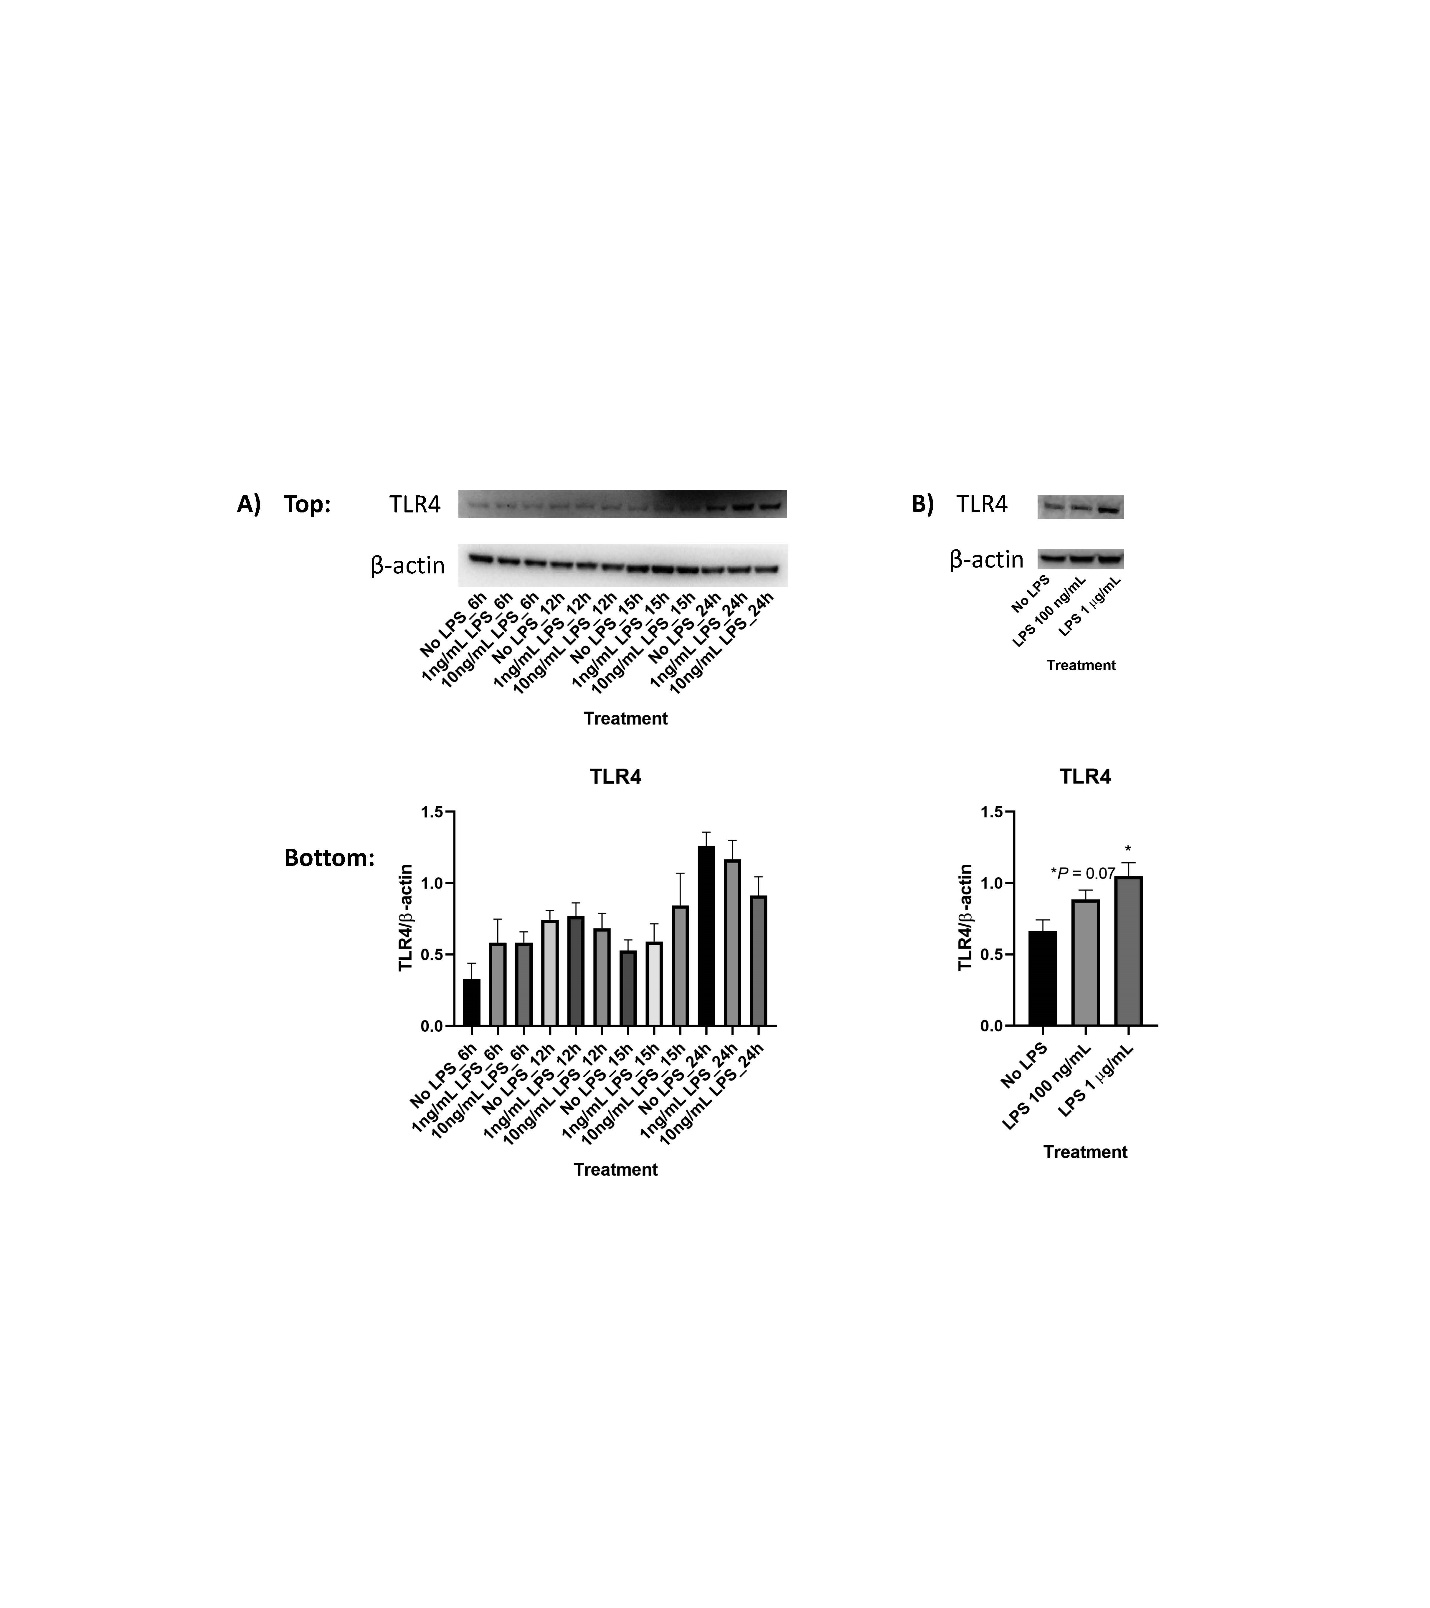 A) Top: TLR4
β-actin
No LPS_6h
1ng/mL LPS_6h
10ng/mL LPS_6h
No LPS_12h
1ng/mL LPS_12h
10ng/mL LPS_12h
No LPS_15h
1ng/mL LPS_15h
10ng/mL LPS_15h
No LPS_24h
1ng/mL LPS_24h
10ng/mL LPS_24h
Treatment
Bottom:
TLR4
TLR4/β-actin
1.5
1.0
0.5
0.0
No LPS_6h
1ng/mL LPS_6h
10ng/mL LPS_6h
No LPS_12h
1ng/mL LPS_12h
10ng/mL LPS_12h
No LPS_15h
1ng/mL LPS_15h
10ng/mL LPS_15h
No LPS_24h
1ng/mL LPS_24h
10ng/mL LPS_24h
Treatment
B) TLR4
β-actin
No LPS
LPS 100 ng/mL
LPS 1 μg/mL
Treatment
TLR4
TLR4/β-actin
1.5
1.0
0.5
0.0
*
*P = 0.07
No LPS
LPS 100 ng/mL
LPS 1 μg/mL
Treatment